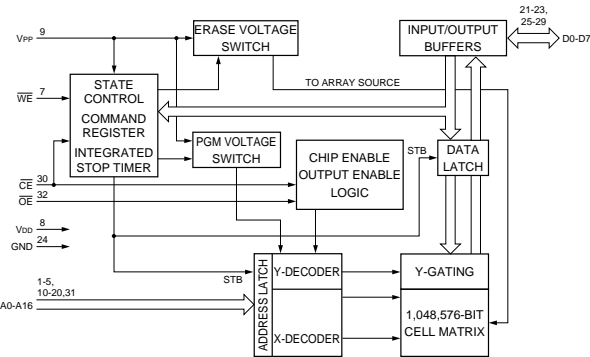 VPP 9
ERASE VOLTAGE
SWITCH
INPUT/OUTPUT
BUFFERS
21-23,
25-29
D0-D7
TO ARRAY SOURCE
WE 7
STATE
CONTROL
COMMAND
REGISTER
INTEGRATED
STOP TIMER
PGM VOLTAGE
SWITCH
CHIP ENABLE
OUTPUT ENABLE
LOGIC
STB
DATA
LATCH
CE 30
OE 32
VDD 8
GND 24
STB
ADDRESS LATCH
Y-DECODER
Y-GATING
1-5,
10-20,31
A0-A16
X-DECODER
1,048,576-BIT
CELL MATRIX